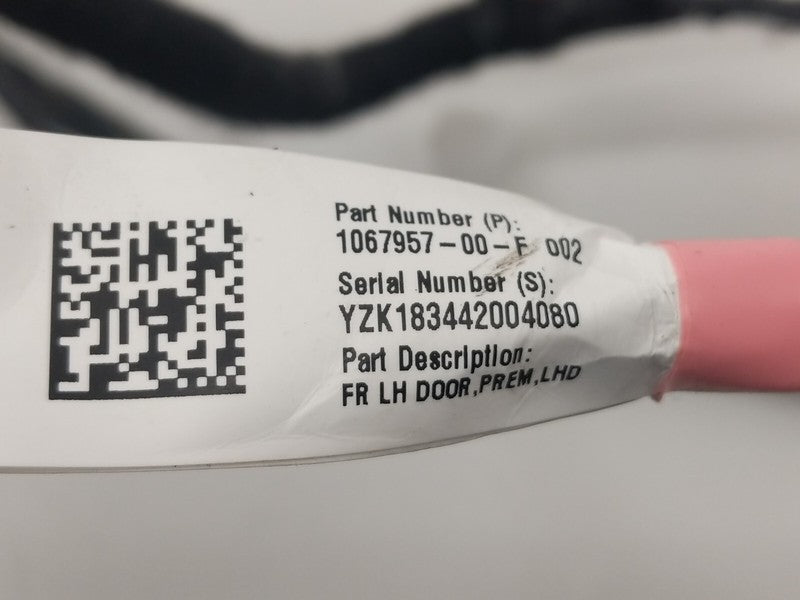 Part Number (P):
1067957-00-F 002
Serial Number (S):
YZK183442004080
Part Description:
FR LH DOOR,PREM,LHD